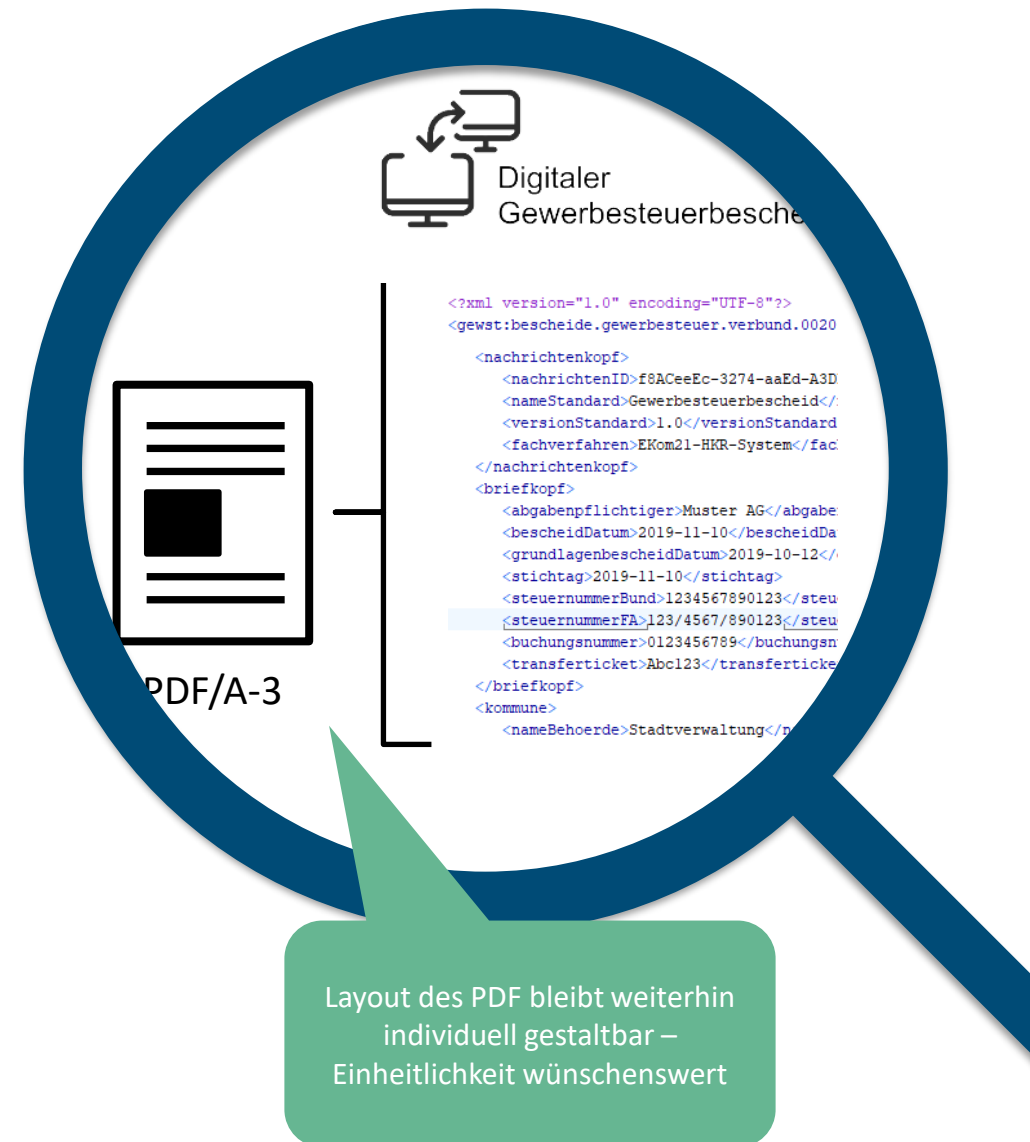 Digitaler
Gewerbesteuerbesche
<?xml version="1.0" encoding="UTF-8"?>
<gewst:bescheide.gewerbesteuer.verbund.0020
<nachrichtenkopf>
<nachrichtenID>f8ACeeEc-3274-aaEd-A3D
<nameStandard>Gewerbesteuerbescheid</
<versionStandard>1.0</versionStandard
<fachverfahren>EKom21-HKR-System</fac
</nachrichtenkopf>
<briefkopf>
<abgabenpflichtiger>Muster AG</abgabe
<bescheidDatum>2019-11-10</bescheidDa
<grundlagenbescheidDatum>2019-10-12</
<stichtag>2019-11-10</stichtag>
<steuernummerBund>1234567890123</steu
<steuernummerFA>123/4567/890123</steu
<buchungsnummer>0123456789</buchungsn
<transferticket>Abc123</transferticke
</briefkopf>
<kommune>
<nameBehoerde>Stadtverwaltung</n
PDF/A-3
Layout des PDF bleibt weiterhin
individuell gestaltbar –
Einheitlichkeit wünschenswert